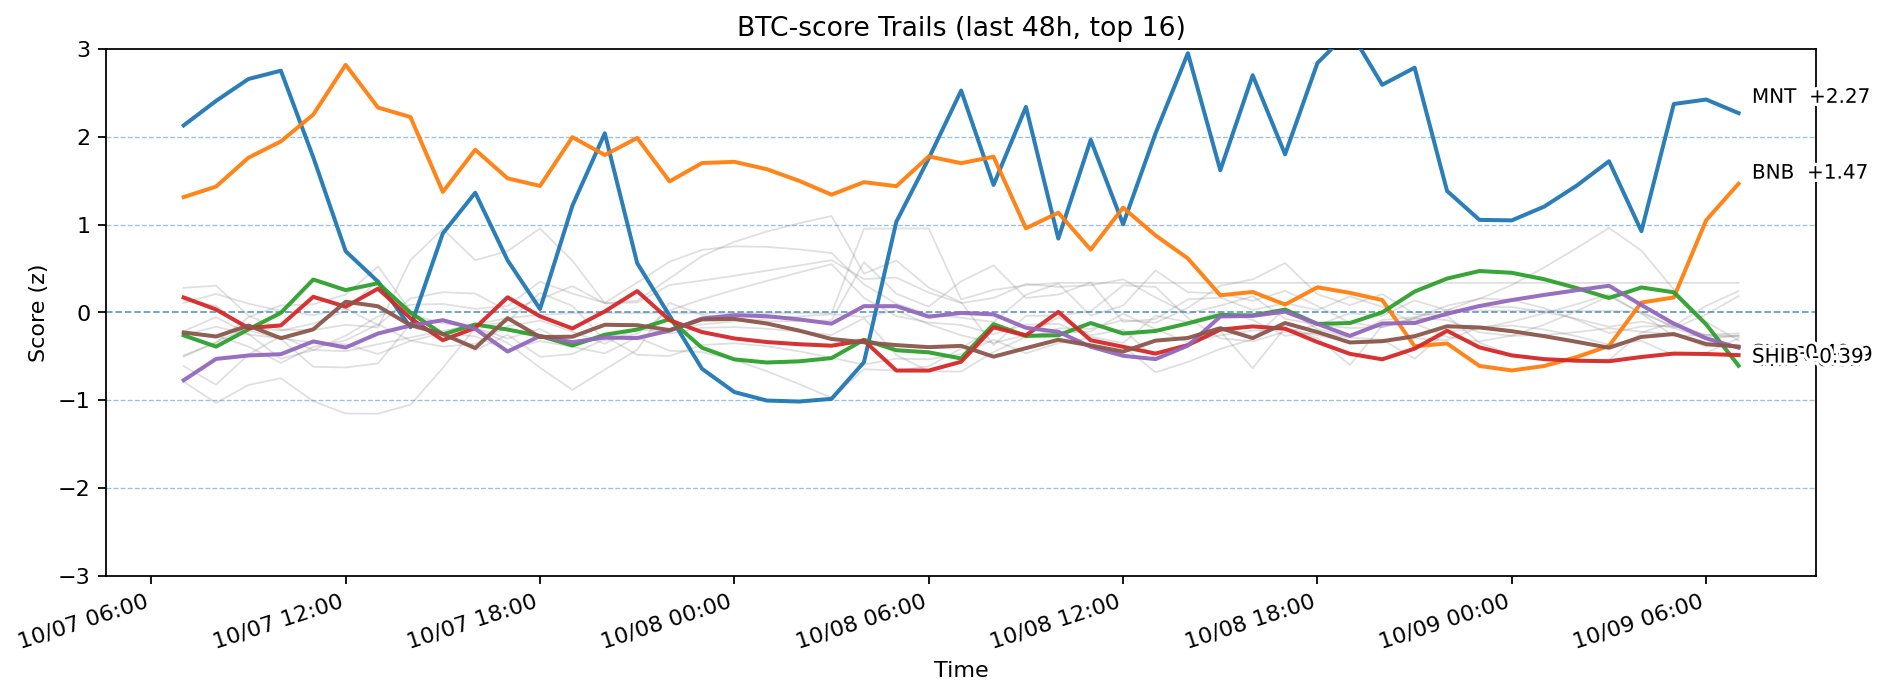 BTC-score Trails (last 48h, top 16)
Score (z)
3
2
1
0
−1
−2
−3
MNT +2.27
BNB +1.47
SHIB -0.39
10/07 06:00
10/07 12:00
10/07 18:00
10/08 00:00
10/08 06:00
10/08 12:00
10/08 18:00
10/09 00:00
10/09 06:00
Time